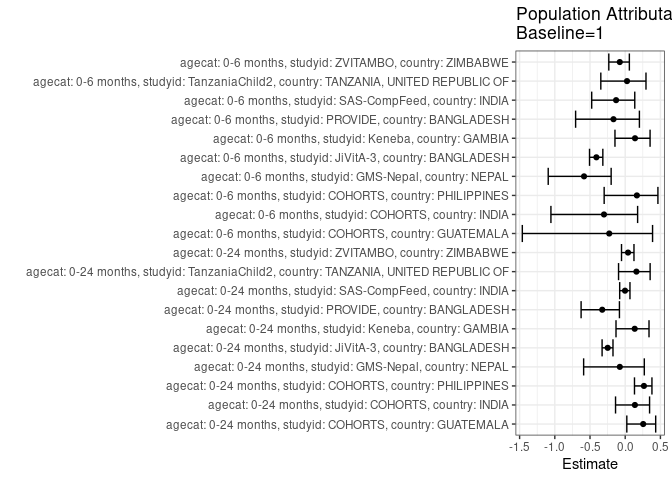 Population Attributa
Baseline=1
agecat: 0-6 months, studyid: ZVITAMBO, country: ZIMBABWE
agecat: 0-6 months, studyid: TanzaniaChild2, country: TANZANIA, UNITED REPUBLIC OF
agecat: 0-6 months, studyid: SAS-CompFeed, country: INDIA
agecat: 0-6 months, studyid: PROVIDE, country: BANGLADESH
agecat: 0-6 months, studyid: Keneba, country: GAMBIA
agecat: 0-6 months, studyid: JiVitA-3, country: BANGLADESH
agecat: 0-6 months, studyid: GMS-Nepal, country: NEPAL
agecat: 0-6 months, studyid: COHORTS, country: PHILIPPINES
agecat: 0-6 months, studyid: COHORTS, country: INDIA
agecat: 0-6 months, studyid: COHORTS, country: GUATEMALA
agecat: 0-24 months, studyid: ZVITAMBO, country: ZIMBABWE
agecat: 0-24 months, studyid: TanzaniaChild2, country: TANZANIA, UNITED REPUBLIC OF
agecat: 0-24 months, studyid: SAS-CompFeed, country: INDIA
agecat: 0-24 months, studyid: PROVIDE, country: BANGLADESH
agecat: 0-24 months, studyid: Keneba, country: GAMBIA
agecat: 0-24 months, studyid: JiVitA-3, country: BANGLADESH
agecat: 0-24 months, studyid: GMS-Nepal, country: NEPAL
agecat: 0-24 months, studyid: COHORTS, country: PHILIPPINES
agecat: 0-24 months, studyid: COHORTS, country: INDIA
agecat: 0-24 months, studyid: COHORTS, country: GUATEMALA
-1.5 -1.0 -0.5 0.0 0.5
Estimate